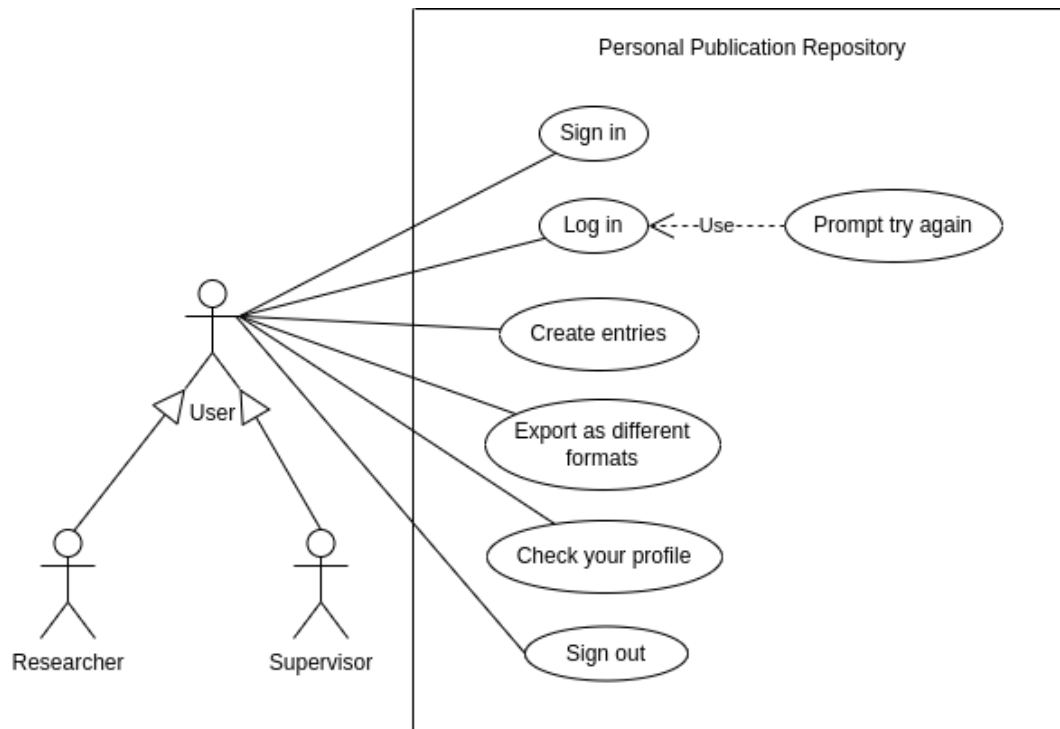 Personal Publication Repository
Sign in
Log in
Use
Prompt try again
Create entries
User
Export as different
formats
Check your profile
Sign out
Researcher
Supervisor